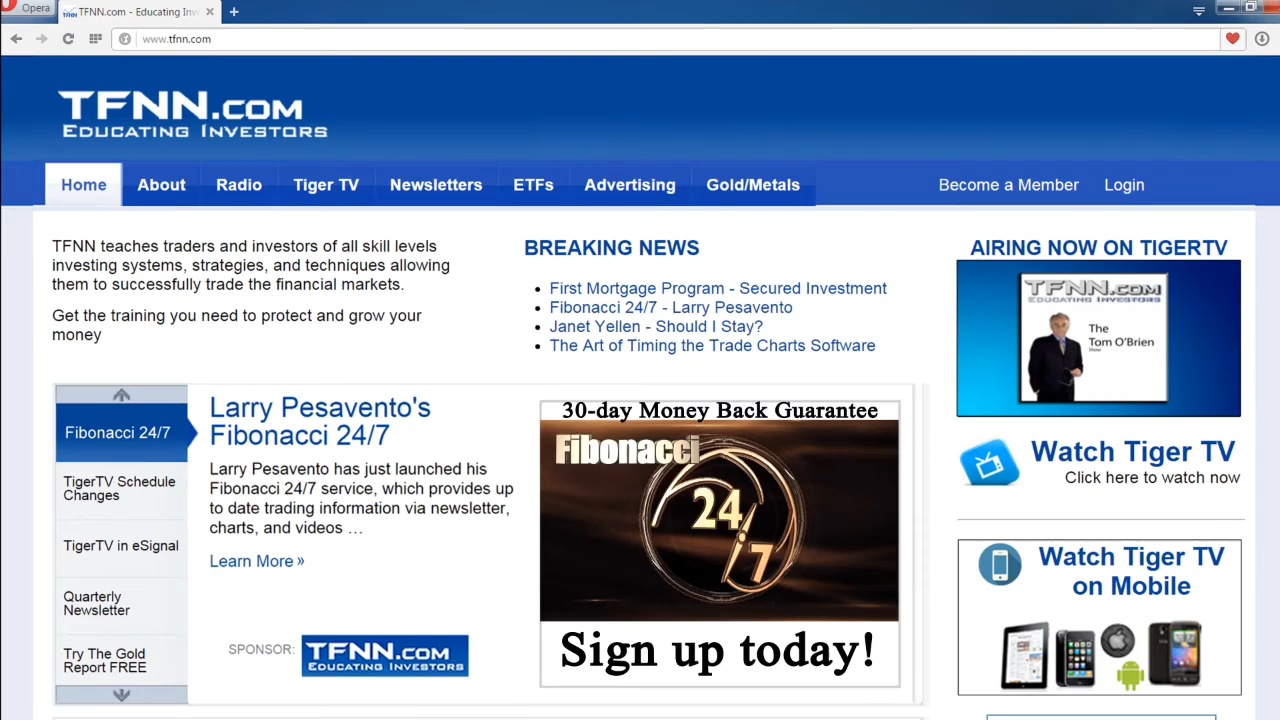 Opera
TFNN.com - Educating Inv
www.tfnn.com
TFNN.COM
EDUCATING INVESTORS
Home
About
Radio
Tiger TV
Newsletters
ETFs
Advertising
Gold/Metals
Become a Member
Login
TFNN teaches traders and investors of all skill levels
investing systems, strategies, and techniques allowing
them to successfully trade the financial markets.
Get the training you need to protect and grow your
money
BREAKING NEWS
First Mortgage Program - Secured Investment
Fibonacci 24/7 - Larry Pesavento
Janet Yellen - Should I Stay?
The Art of Timing the Trade Charts Software
AIRING NOW ON TIGERTV
TFNN.COM
EDUCATING INVESTORS
The
Tom O'Brien
Show
Watch Tiger TV
Click here to watch now
Watch Tiger TV
on Mobile
Fibonacci 24/7
TigerTV Schedule
Changes
TigerTV in eSignal
Quarterly
Newsletter
Try The Gold
Report FREE
Larry Pesavento's
Fibonacci 24/7
Larry Pesavento has just launched his
Fibonacci 24/7 service, which provides up
to date trading information via newsletter,
charts, and videos …
Learn More »
SPONSOR:
TFNN.COM
EDUCATING INVESTORS
30-day Money Back Guarantee
Fibonacci
24/7
Sign up today!